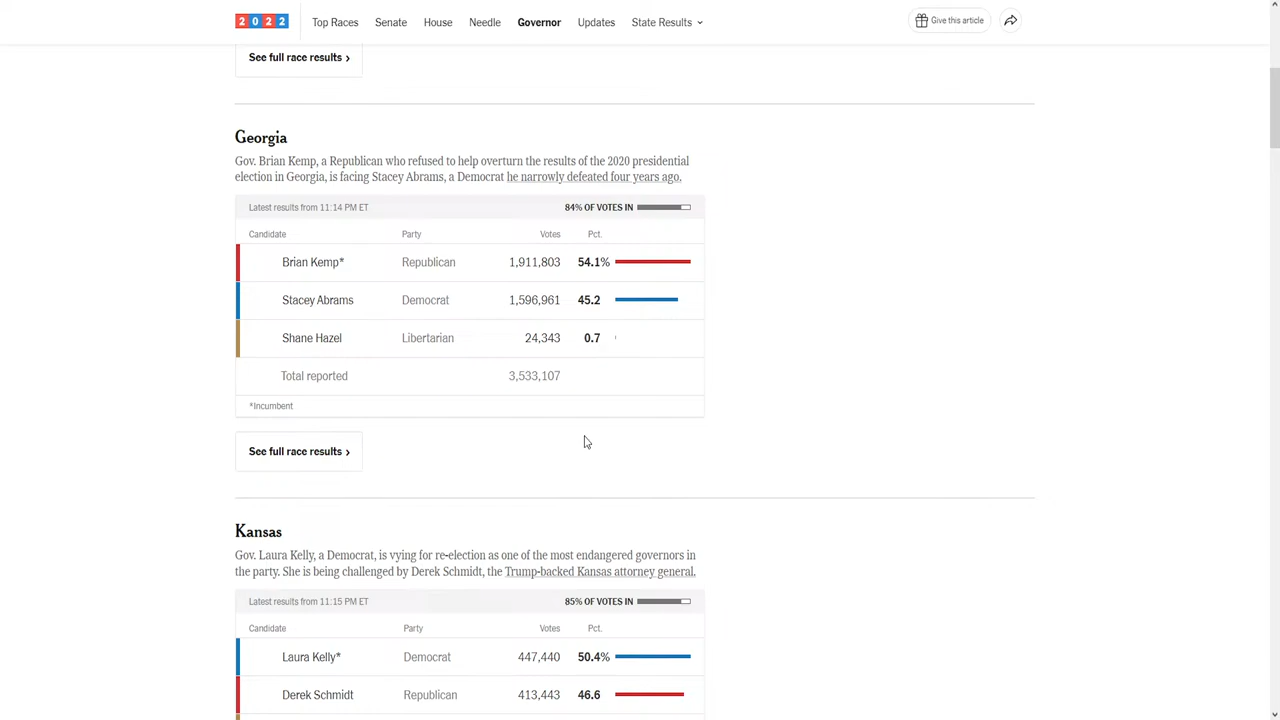 2022 Top Races Senate House Needle Governor Updates State Results Give this article
See full race results ›
Georgia
Gov. Brian Kemp, a Republican who refused to help overturn the results of the 2020 presidential
election in Georgia, is facing Stacey Abrams, a Democrat he narrowly defeated four years ago.
Latest results from 11:14 PM ET 84% OF VOTES IN
Candidate Party Votes Pct.
Brian Kemp* Republican 1,911,803 54.1%
Stacey Abrams Democrat 1,596,961 45.2
Shane Hazel Libertarian 24,343 0.7
Total reported 3,533,107
*Incumbent
See full race results ›
Kansas
Gov. Laura Kelly, a Democrat, is vying for re-election as one of the most endangered governors in
the party. She is being challenged by Derek Schmidt, the Trump-backed Kansas attorney general.
Latest results from 11:15 PM ET 85% OF VOTES IN
Candidate Party Votes Pct.
Laura Kelly* Democrat 447,440 50.4%
Derek Schmidt Republican 413,443 46.6